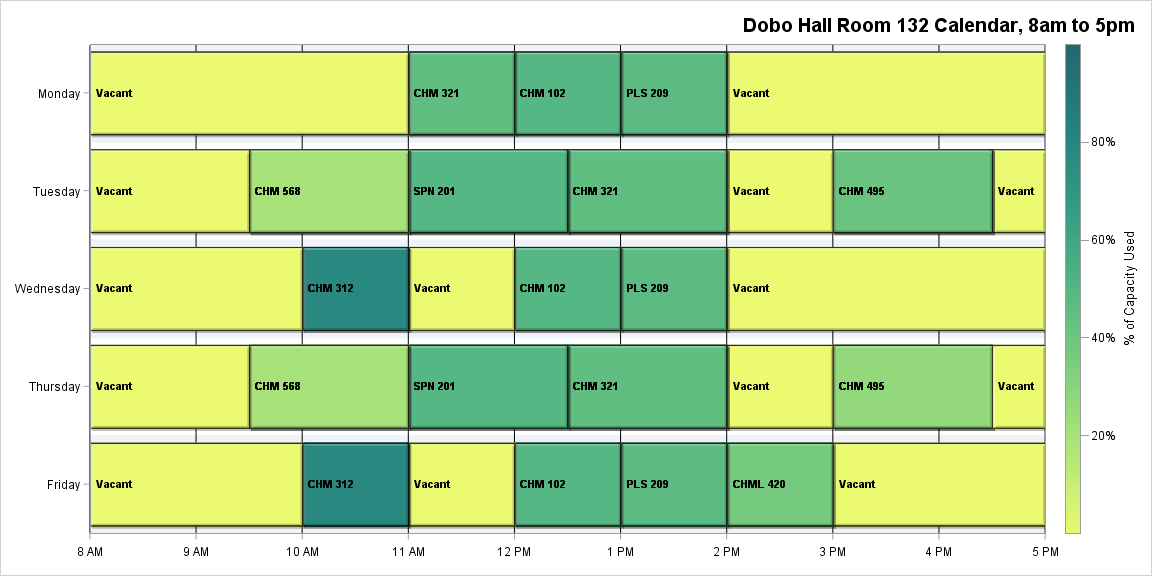 Dobo Hall Room 132 Calendar, 8am to 5pm
Monday Vacant CHM 321 CHM 102 PLS 209 Vacant
Tuesday Vacant CHM 568 SPN 201 CHM 321 Vacant CHM 495 Vacant
Wednesday Vacant CHM 312 Vacant CHM 102 PLS 209 Vacant
Thursday Vacant CHM 568 SPN 201 CHM 321 Vacant CHM 495 Vacant
Friday Vacant CHM 312 Vacant CHM 102 PLS 209 CHML 420 Vacant
8 AM 9 AM 10 AM 11 AM 12 PM 1 PM 2 PM 3 PM 4 PM 5 PM
80%
60%
40%
20%
% of Capacity Used